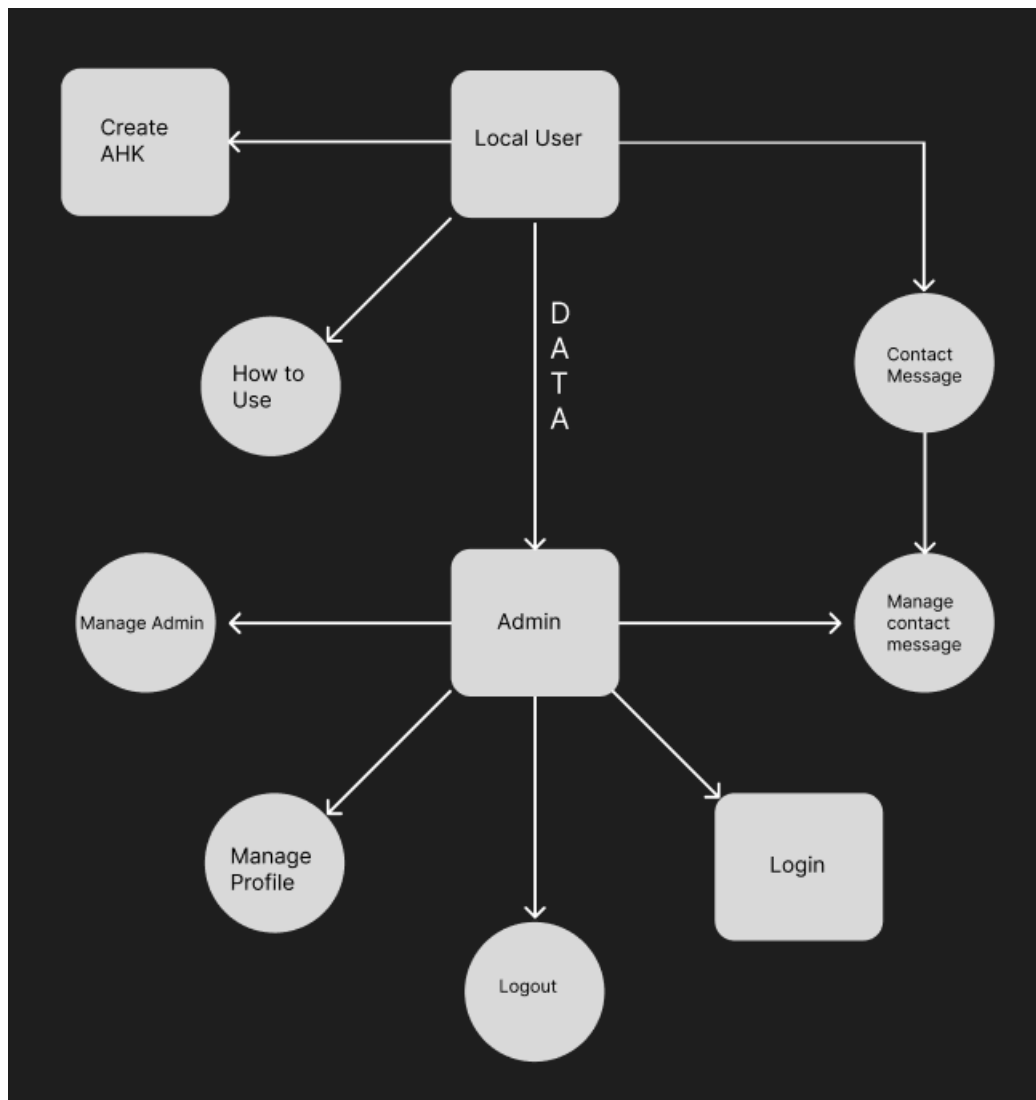 Create
AHK
Local User
How to
Use
D
A
T
A
Contact
Message
Manage Admin
Admin
Manage
contact
message
Manage
Profile
Login
Logout